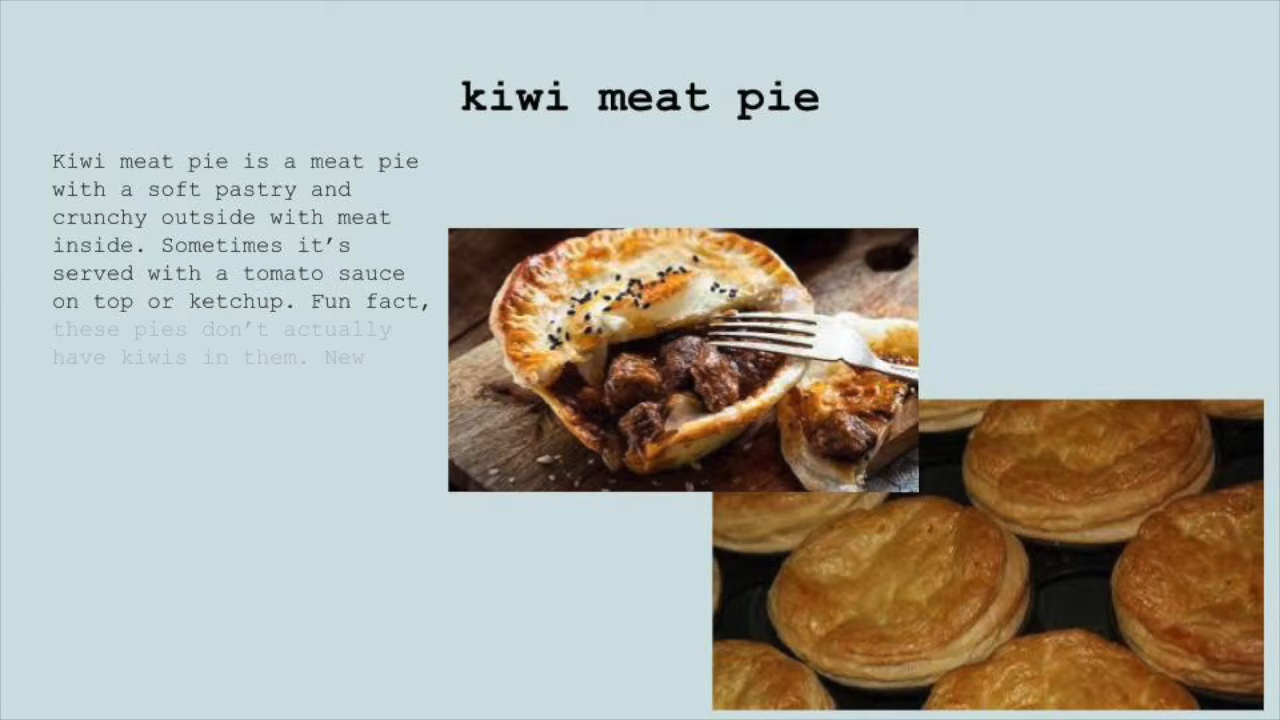 kiwi meat pie
Kiwi meat pie is a meat pie
with a soft pastry and
crunchy outside with meat
inside. Sometimes it’s
served with a tomato sauce
on top or ketchup. Fun fact,
these pies don’t actually
have kiwis in them. New